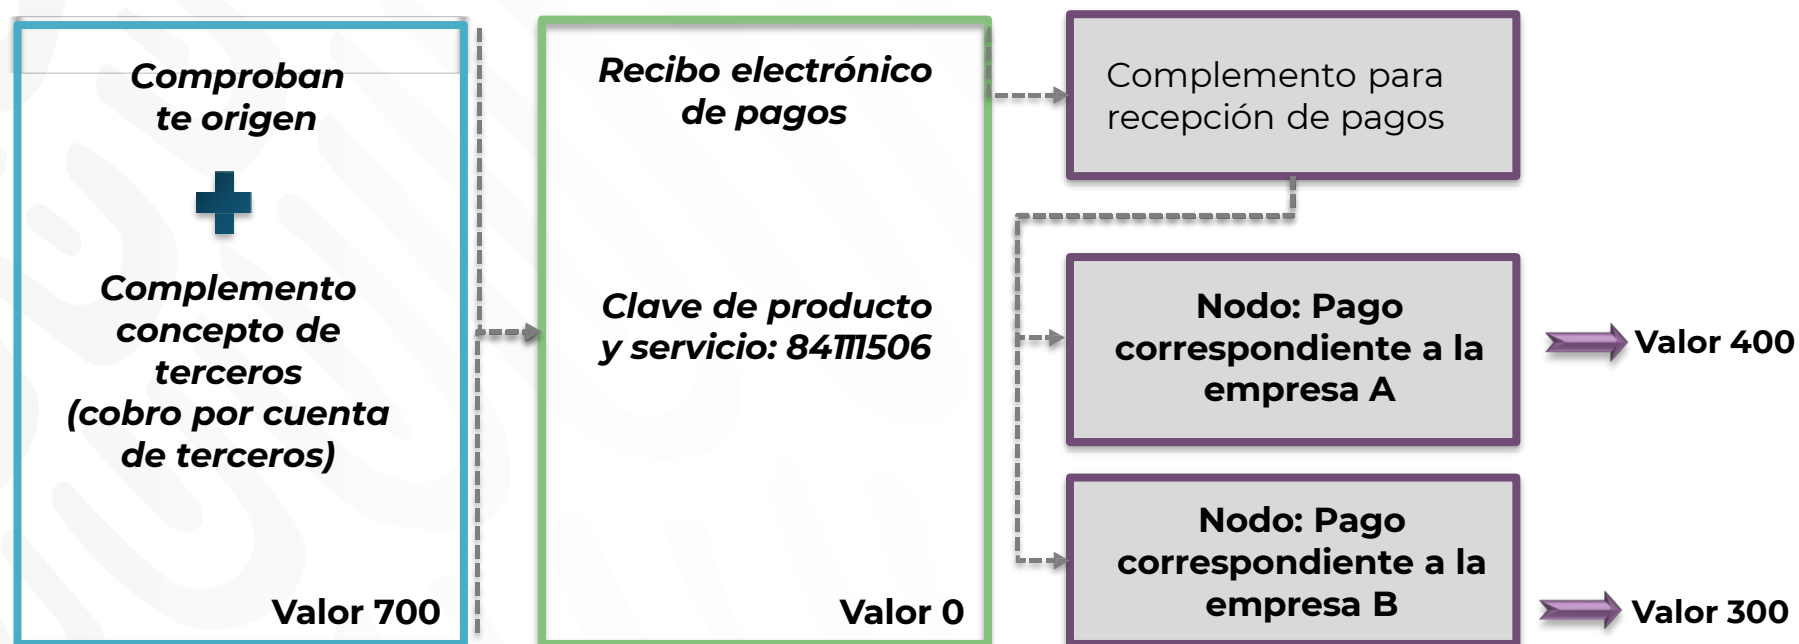 Comproban
te origen
Complemento
concepto de
terceros
(cobro por cuenta
de terceros)
Valor 700
Recibo electrónico
de pagos
Clave de producto
y servicio: 84111506
Valor 0
Complemento para
recepción de pagos
Nodo: Pago
correspondiente a la
empresa A
Valor 400
Nodo: Pago
correspondiente a la
empresa B
Valor 300